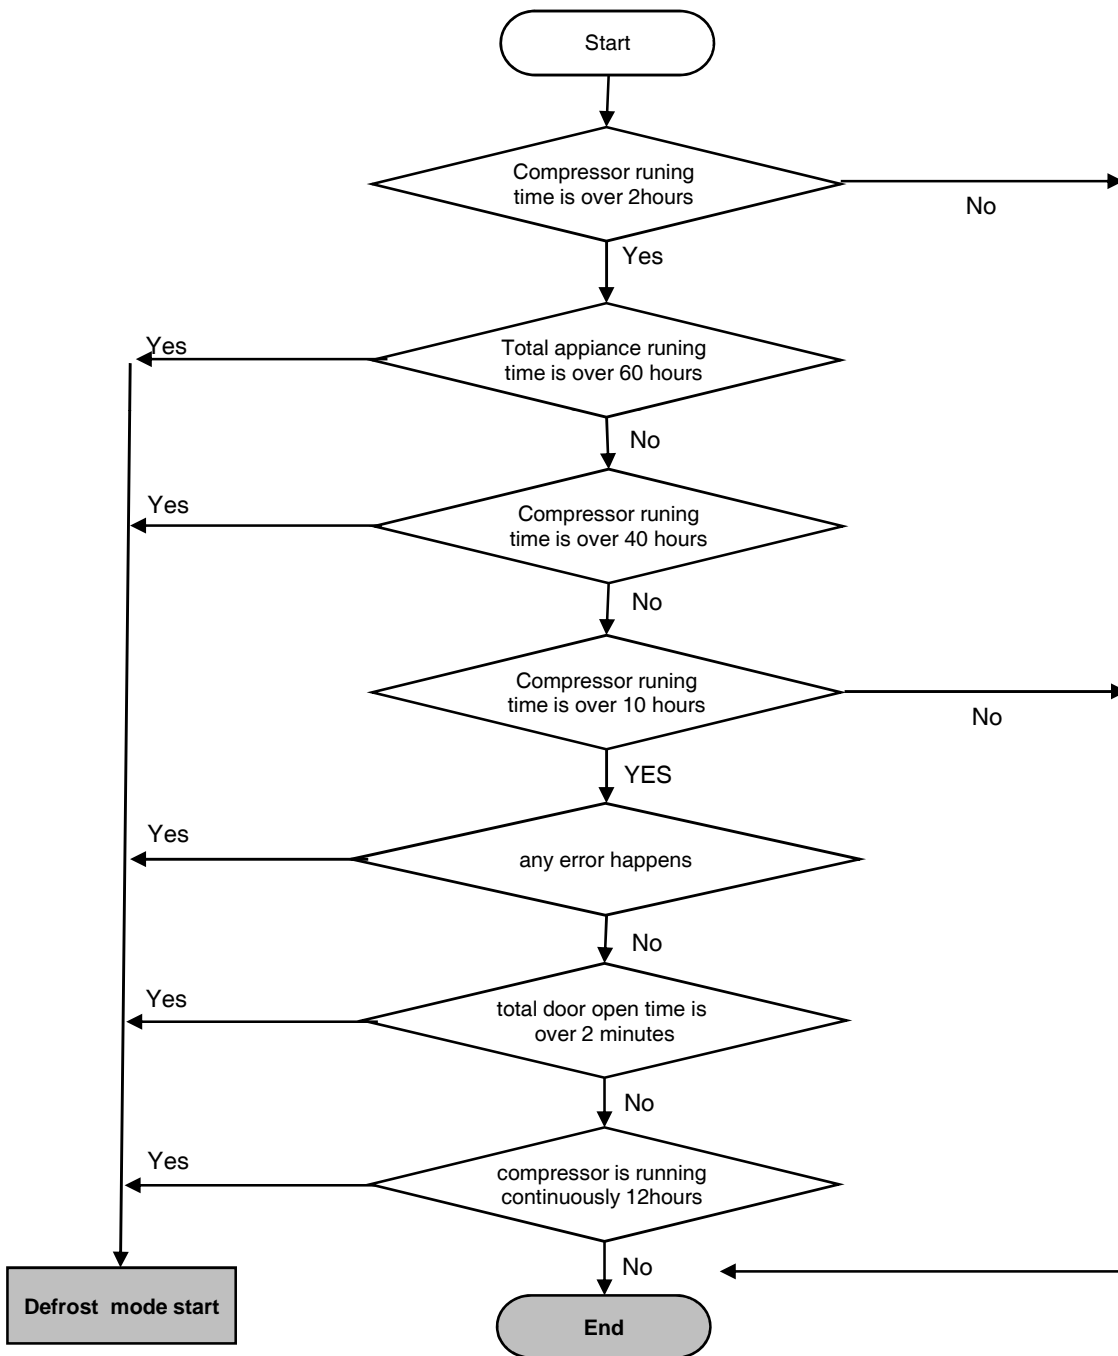 Start
Compressor runing
time is over 2hours
No
Yes
Yes
Total appiance runing
time is over 60 hours
No
Yes
Compressor runing
time is over 40 hours
No
Compressor runing
time is over 10 hours
No
YES
Yes
any error happens
No
Yes
total door open time is
over 2 minutes
No
Yes
compressor is running
continuously 12hours
No
Defrost  mode start
End